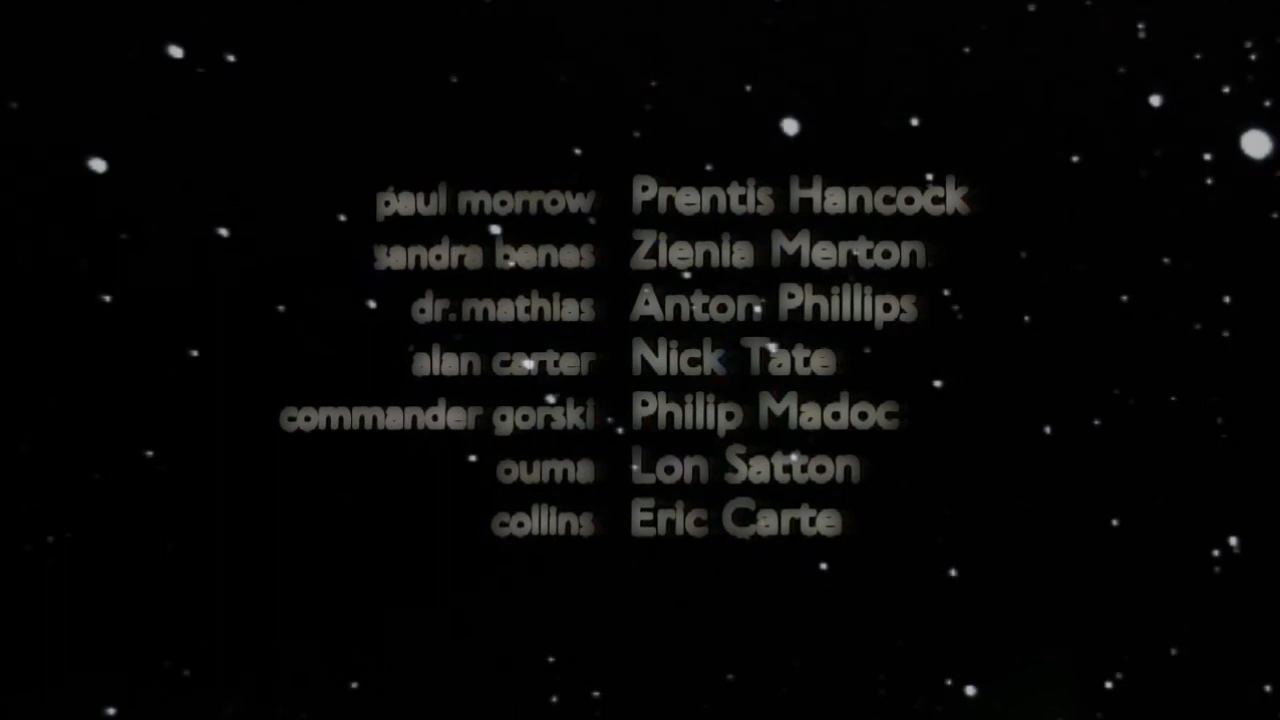 paul morrow Prentis Hancock
sandra benes Zienia Merton
dr. mathias Anton Phillips
alan carter Nick Tate
commander gorski Philip Madoc
ouma Lon Satton
collins Eric Carte